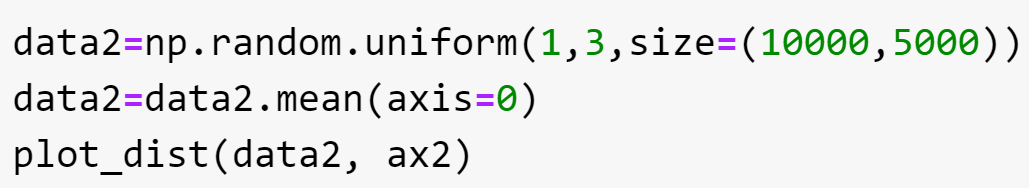 data2=np.random.uniform(1,3,size=(10000,5000))
data2=data2.mean(axis=0)
plot_dist(data2, ax2)